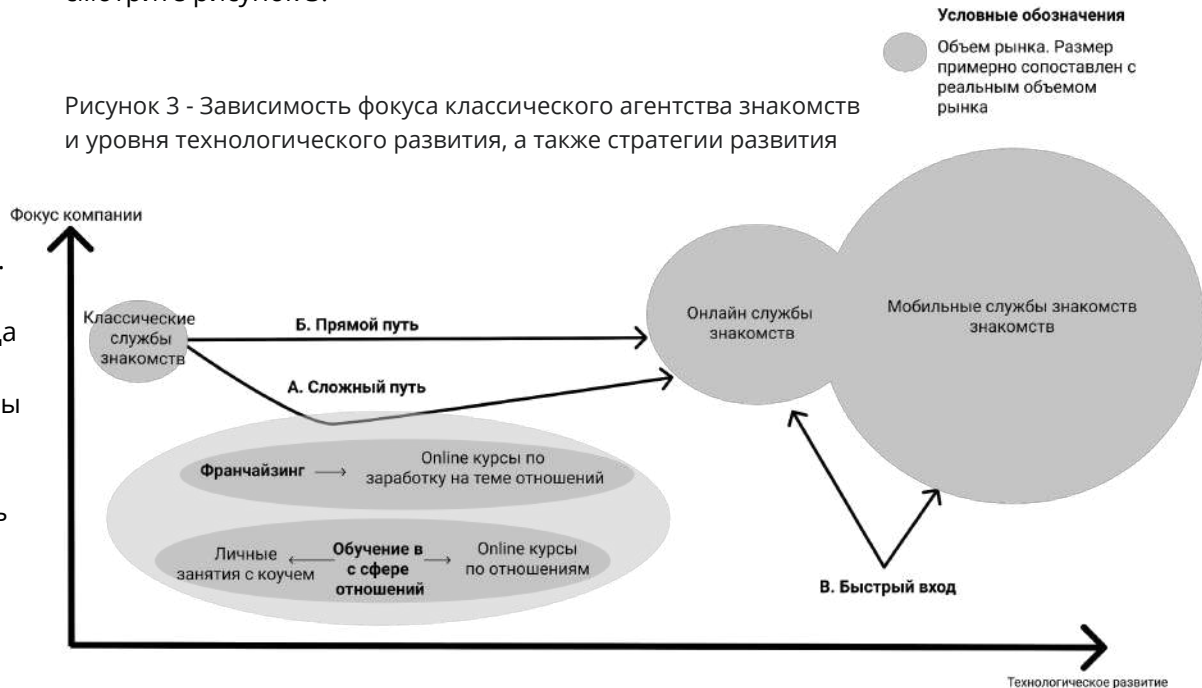 смотрите рисунок 3.
Условные обозначения
Объем рынка. Размер
примерно сопоставлен с
реальным объемом
рынка
Рисунок 3 - Зависимость фокуса классического агентства знакомств
и уровня технологического развития, а также стратегии развития
Фокус компании
Классические
службы
знакомств
Б. Прямой путь
А. Сложный путь
Онлайн службы
знакомств
Мобильные службы знакомств
знакомств
Франчайзинг
Online курсы по
заработку на теме отношений
Личные
занятия с коучем
Обучение в
с сфере
отношений
Online курсы
по отношениям
В. Быстрый вход
Технологическое развитие